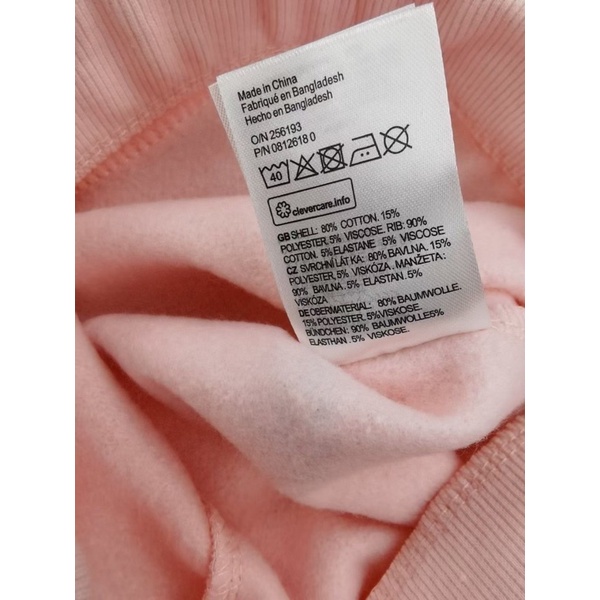 Made in China
Fabriqué en Bangladesh
Hecho en Bangladesh
O/N 256193
P/N 0812618 0
40
clevercare.info
GB SHELL: 80% COTTON. 15%
POLYESTER, 5% VISCOSE. RIB: 90%
COTTON. 5% ELASTANE 5% VISCOSE
CZ SVRCHNÍ LÁTKA: 80% BAVLNA. 15%
POLYESTER, 5% VISKÓZA. MANŽETA:
90% BAVLNA. 5% ELASTAN. 5%
VISKÓZA
DE OBERMATERIAL: 80% BAUMWOLLE.
15% POLYESTER. 5%VISKOSE.
BÜNDCHEN: 90% BAUMWOLLE5%
ELASTHAN. 5% VISKOSE.